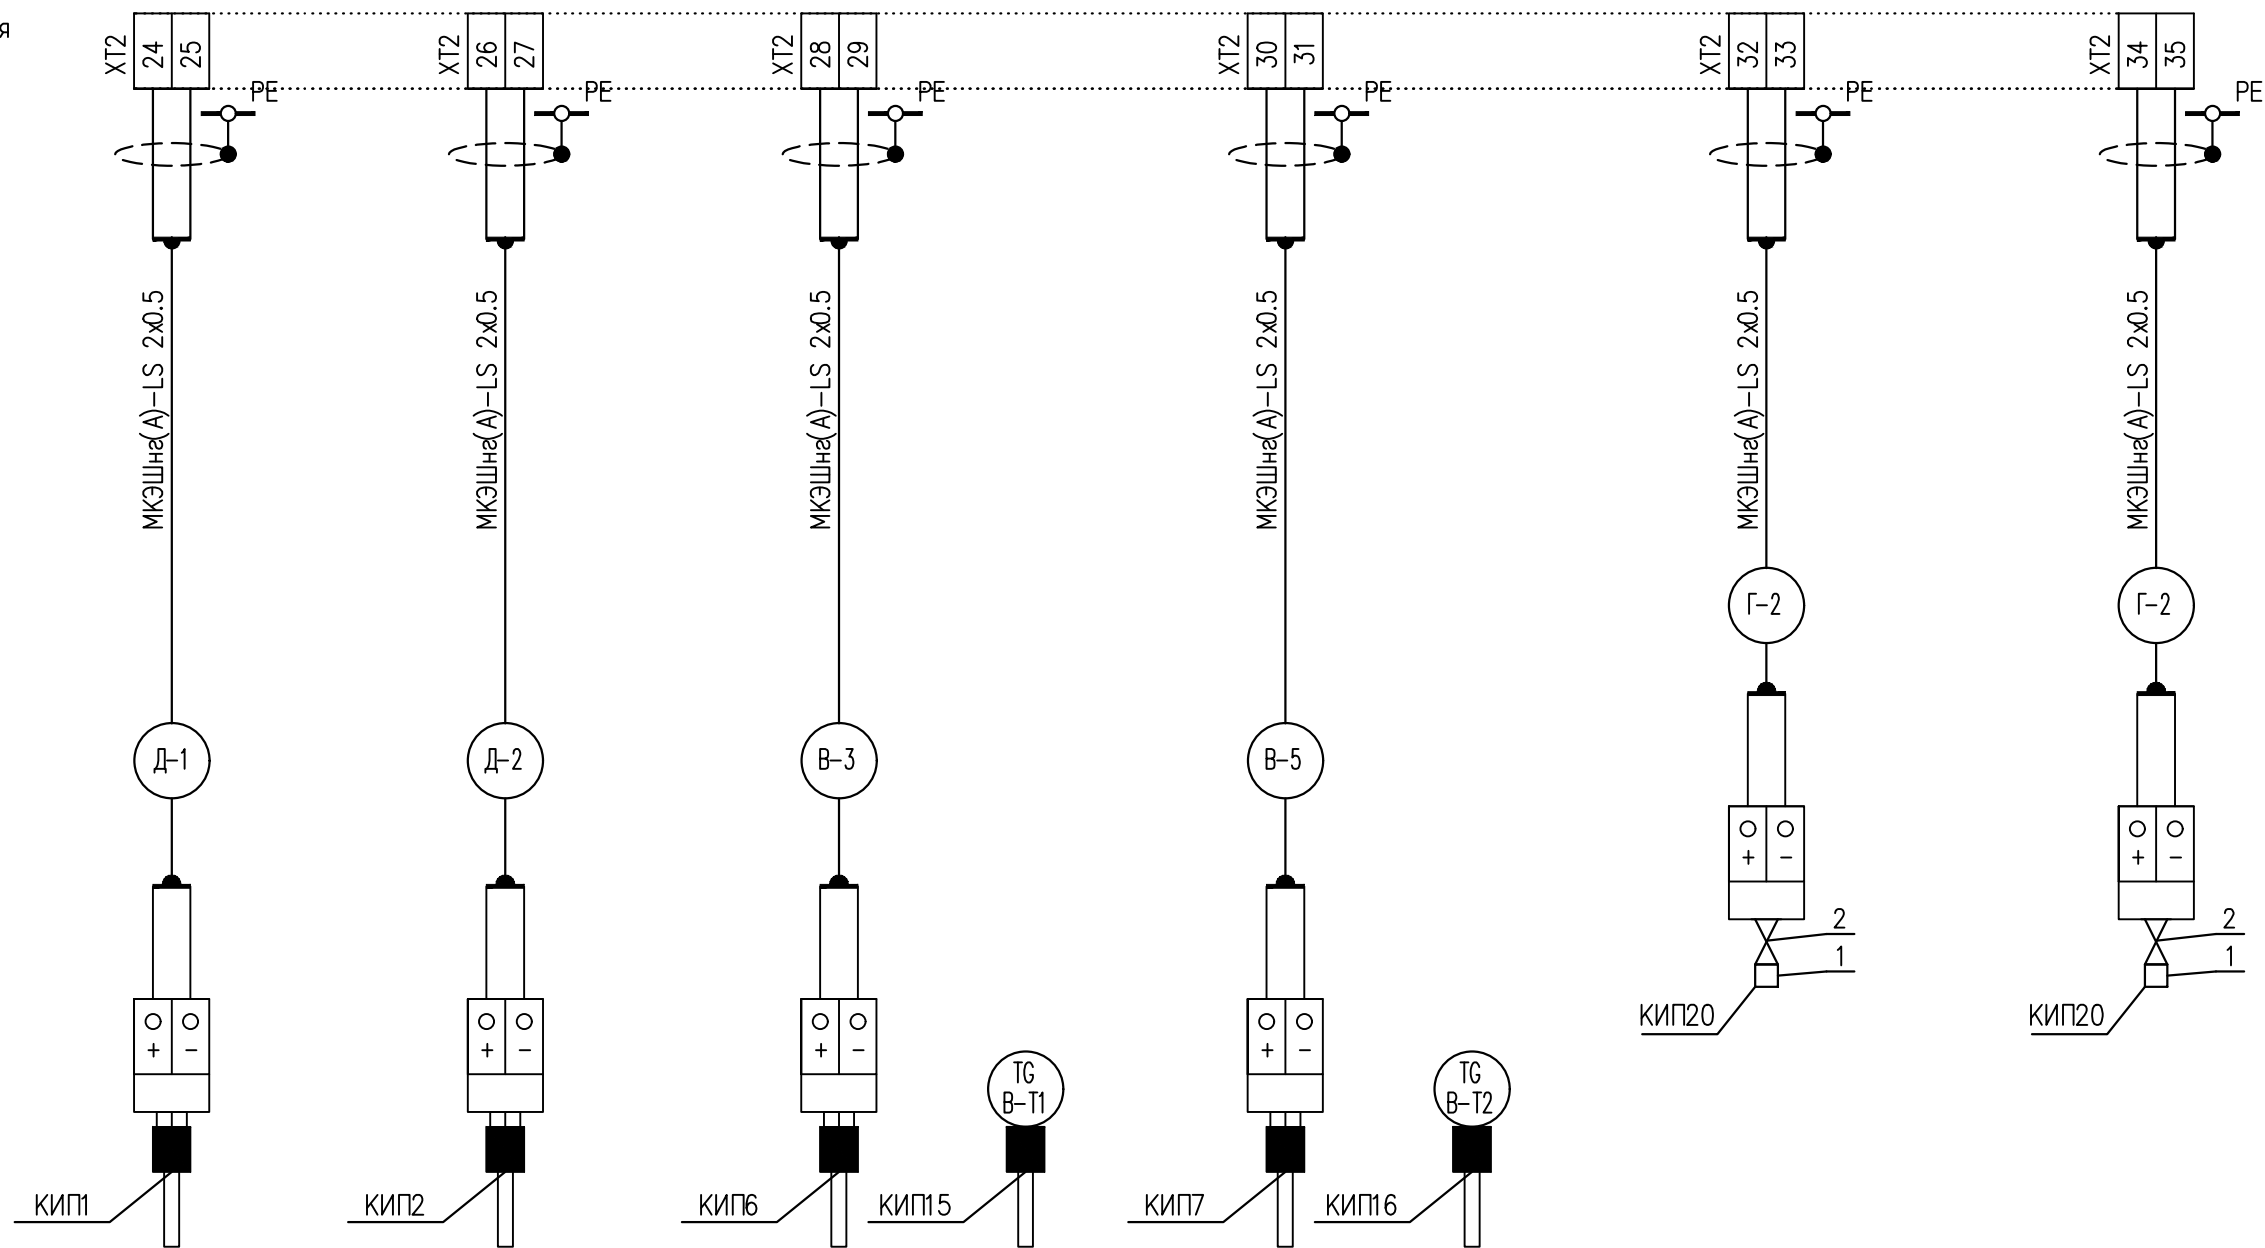 я
XT2 24 25
XT2 26 27
XT2 28 29
XT2 30 31
XT2 32 33
XT2 34 35
PE
PE
PE
PE
PE
PE
МКЭШнг(А)-LS 2x0.5
МКЭШнг(А)-LS 2x0.5
МКЭШнг(А)-LS 2x0.5
МКЭШнг(А)-LS 2x0.5
МКЭШнг(А)-LS 2x0.5
МКЭШнг(А)-LS 2x0.5
Г-2
Г-2
Д-1
Д-2
В-3
В-5
+ -
+ -
2
2
1
1
КИП20
КИП20
+ -
+ -
+ -
+ -
TG
В-Т1
TG
В-Т2
КИП1
КИП2
КИП6
КИП15
КИП7
КИП16